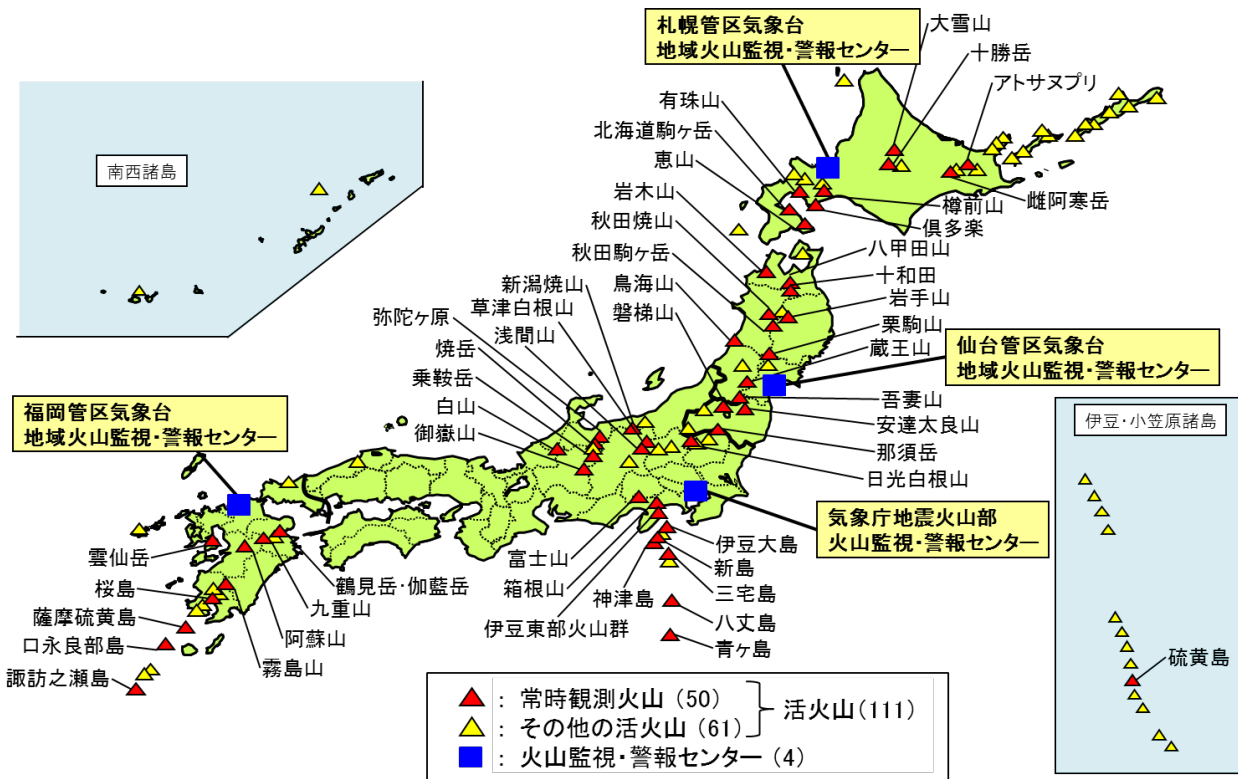 札幌管区気象台
地域火山監視・警報センター
大雪山
十勝岳
アトサヌプリ
有珠山
北海道駒ヶ岳
恵山
岩木山
秋田焼山
秋田駒ヶ岳
鳥海山
磐梯山
新潟焼山
草津白根山
浅間山
弥陀ヶ原
焼岳
乗鞍岳
白山
御嶽山
南西諸島
樽前山
雌阿寒岳
倶多楽
八甲田山
十和田
岩手山
栗駒山
蔵王山
仙台管区気象台
地域火山監視・警報センター
吾妻山
安達太良山
那須岳
日光白根山
福岡管区気象台
地域火山監視・警報センター
気象庁地震火山部
火山監視・警報センター
伊豆・小笠原諸島
硫黄島
富士山
箱根山
伊豆東部火山群
伊豆大島
新島
神津島
三宅島
八丈島
青ヶ島
雲仙岳
桜島
薩摩硫黄島
口永良部島
諏訪之瀬島
鶴見岳・伽藍岳
九重山
阿蘇山
霧島山
： 常時観測火山（50）
： その他の活火山（61）
活火山（111）
： 火山監視・警報センター（4）